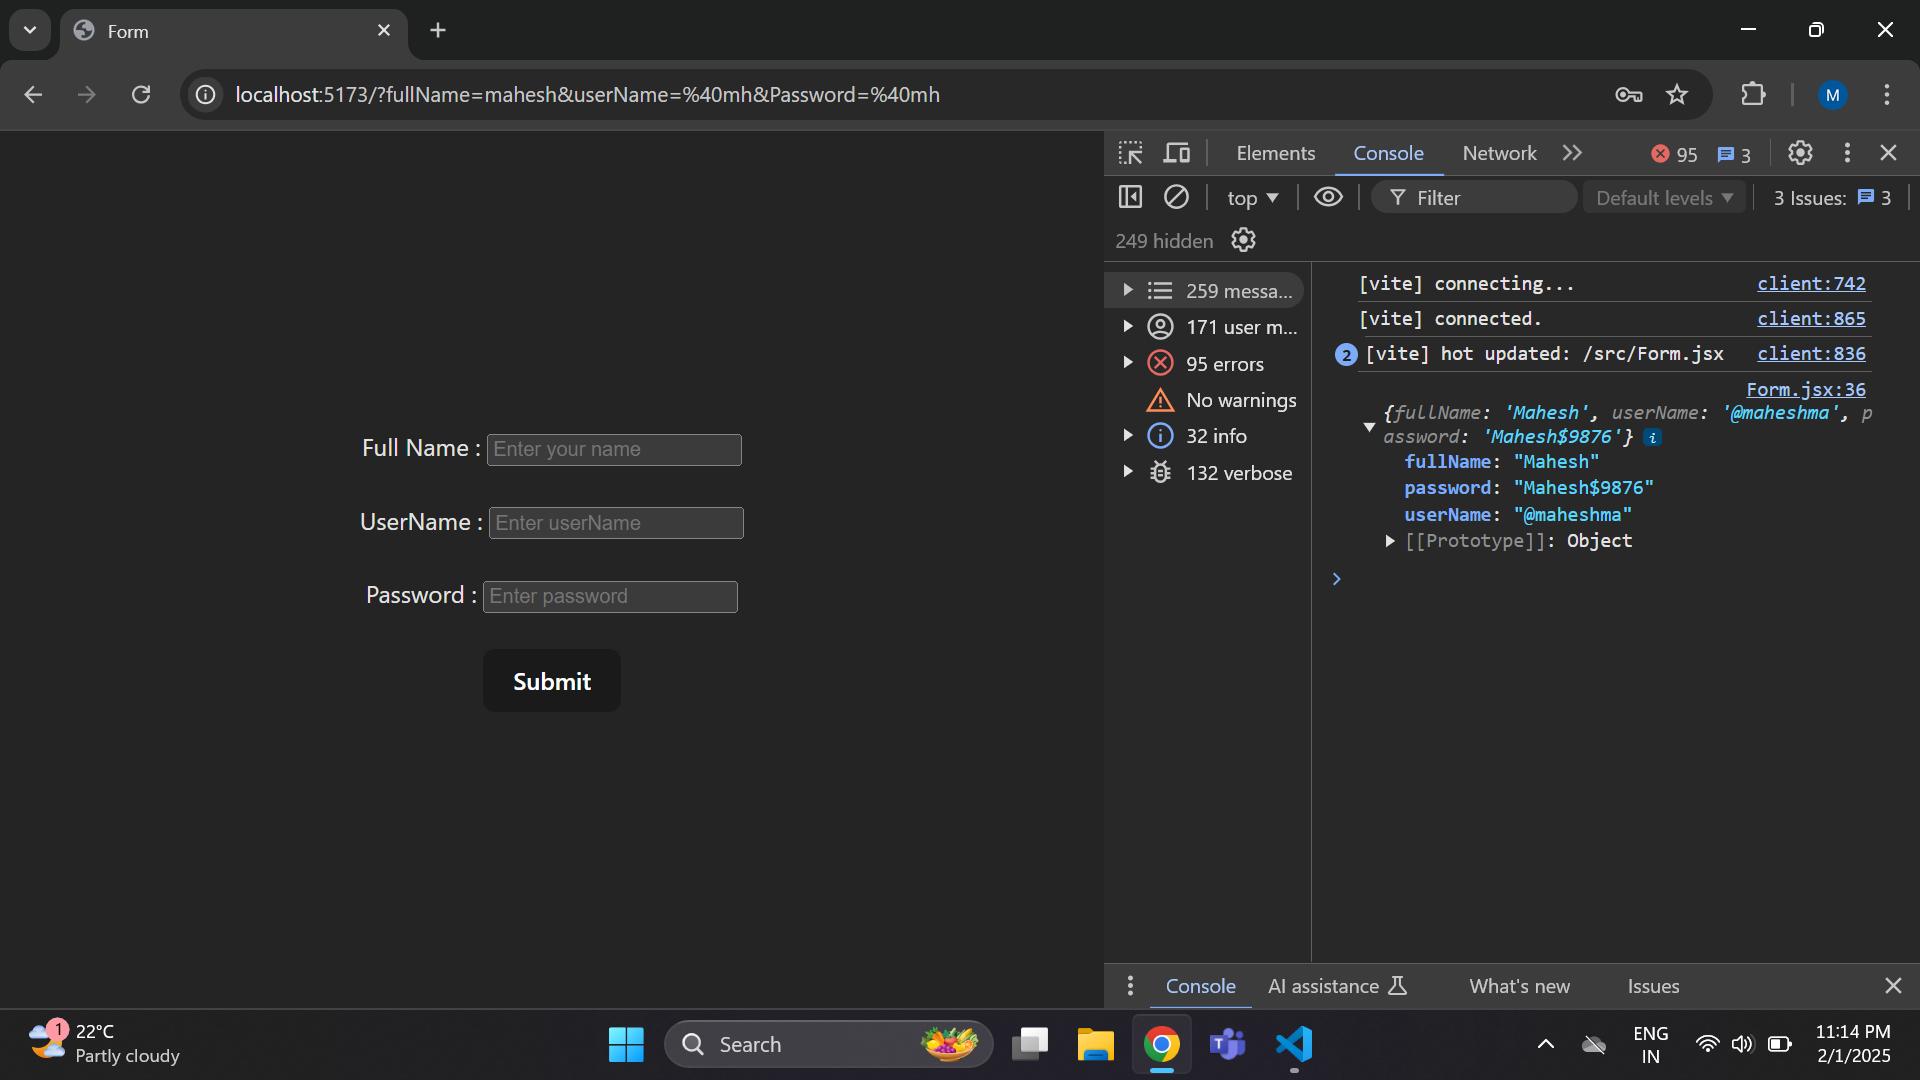 Form
localhost:5173/?fullName=mahesh&userName=%40mh&Password=%40mh
M
Full Name :
Enter your name
UserName :
Enter userName
Password :
Enter password
Submit
Elements
Console
Network
95
3
top
Filter
Default levels
3 Issues:
3
249 hidden
259 messa...
171 user m...
95 errors
No warnings
32 info
132 verbose
[vite] connecting... client:742
[vite] connected. client:865
2 [vite] hot updated: /src/Form.jsx client:836
Form.jsx:36
{fullName: 'Mahesh', userName: '@maheshma', p
assword: 'Mahesh$9876'} i
fullName: "Mahesh"
password: "Mahesh$9876"
userName: "@maheshma"
[[Prototype]]: Object
Console
AI assistance
What's new
Issues
1
22°C
Partly cloudy
Search
T
ENG
IN
11:14 PM
2/1/2025